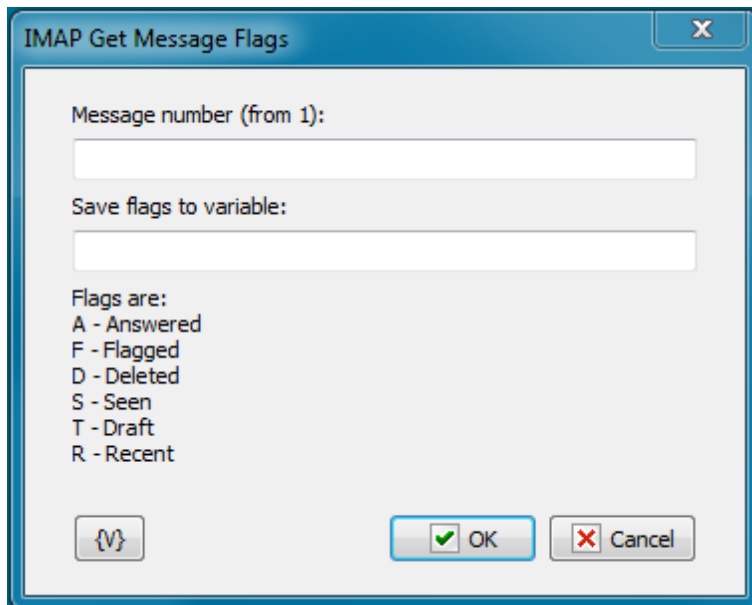 IMAP Get Message Flags
Message number (from 1):
Save flags to variable:
Flags are:
A - Answered
F - Flagged
D - Deleted
S - Seen
T - Draft
R - Recent
{V} OK Cancel